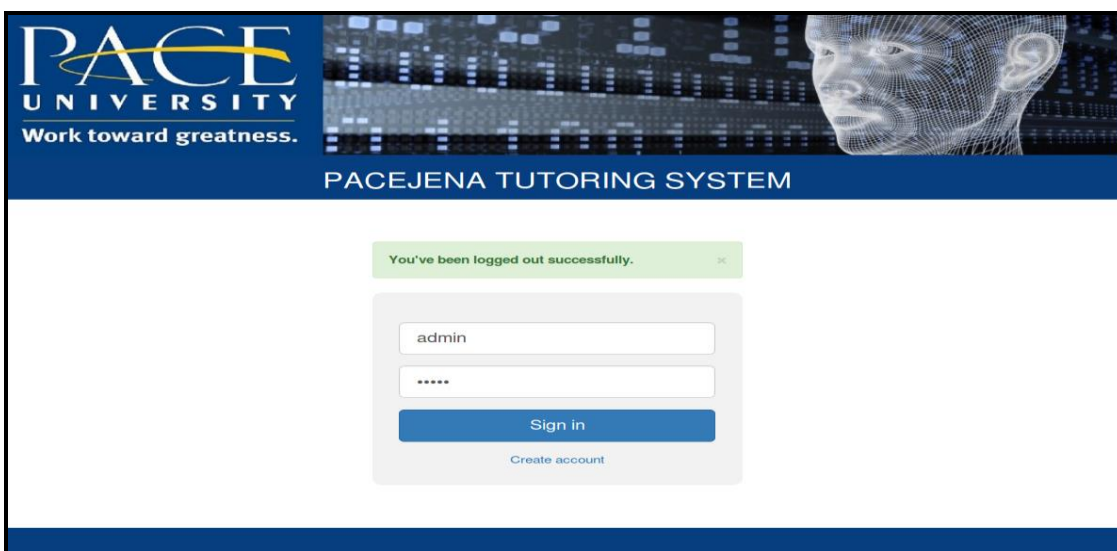 PACE
UNIVERSITY
Work toward greatness.
PACEJENA TUTORING SYSTEM
You've been logged out successfully. ×
admin
•••••
Sign in
Create account